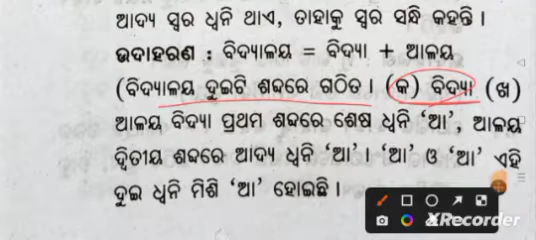 ଆଦ୍ୟ ସ୍ୱର ଧ୍ୱନି ଥାଏ, ତାହାକୁ ସ୍ୱର ସନ୍ଧି କହନ୍ତି ।
ଉଦାହରଣ : ବିଦ୍ୟାଳୟ = ବିଦ୍ୟା + ଆଳୟ
(ବିଦ୍ୟାଳୟ ଦୁଇଟି ଶବ୍ଦରେ ଗଠିତ । (କ) ବିଦ୍ୟା (ଖ)
ଆଳୟ ବିଦ୍ୟା ପ୍ରଥମ ଶବ୍ଦରେ ଶେଷ ଧ୍ୱନି ‘ଆ’, ଆଳୟ
ଦ୍ୱିତୀୟ ଶବ୍ଦରେ ଆଦ୍ୟ ଧ୍ୱନି ‘ଆ’। ‘ଆ’ ଓ ‘ଆ’ ଏହି
ଦୁଇ ଧ୍ୱନି ମିଶି ‘ଆ’ ହୋଇଛି ।
XRecorder